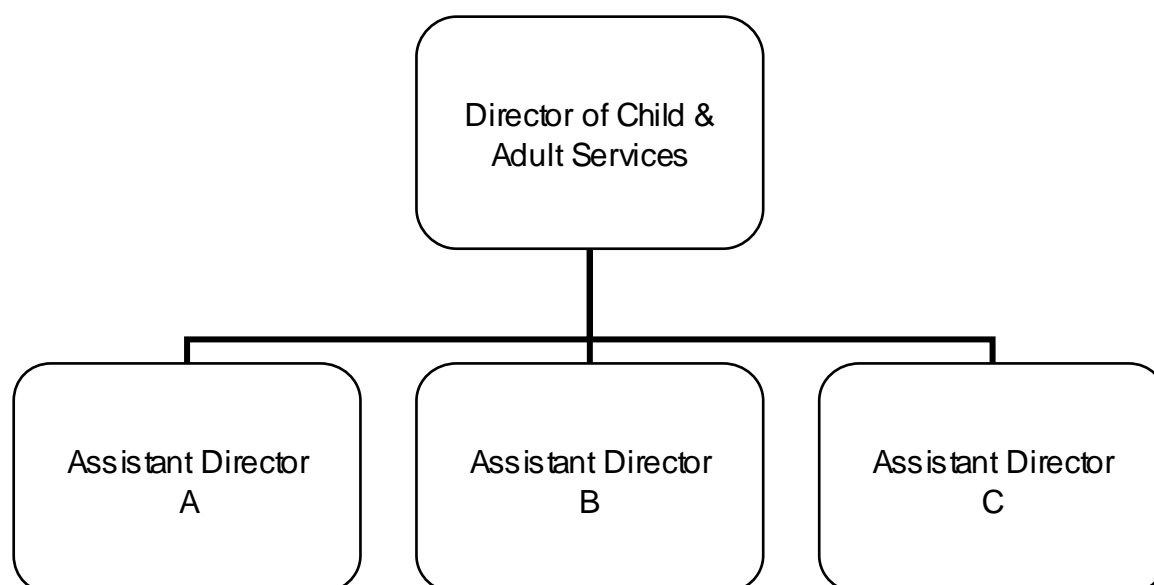 Director of Child &
Adult Services
Assistant Director
A
Assistant Director
B
Assistant Director
C